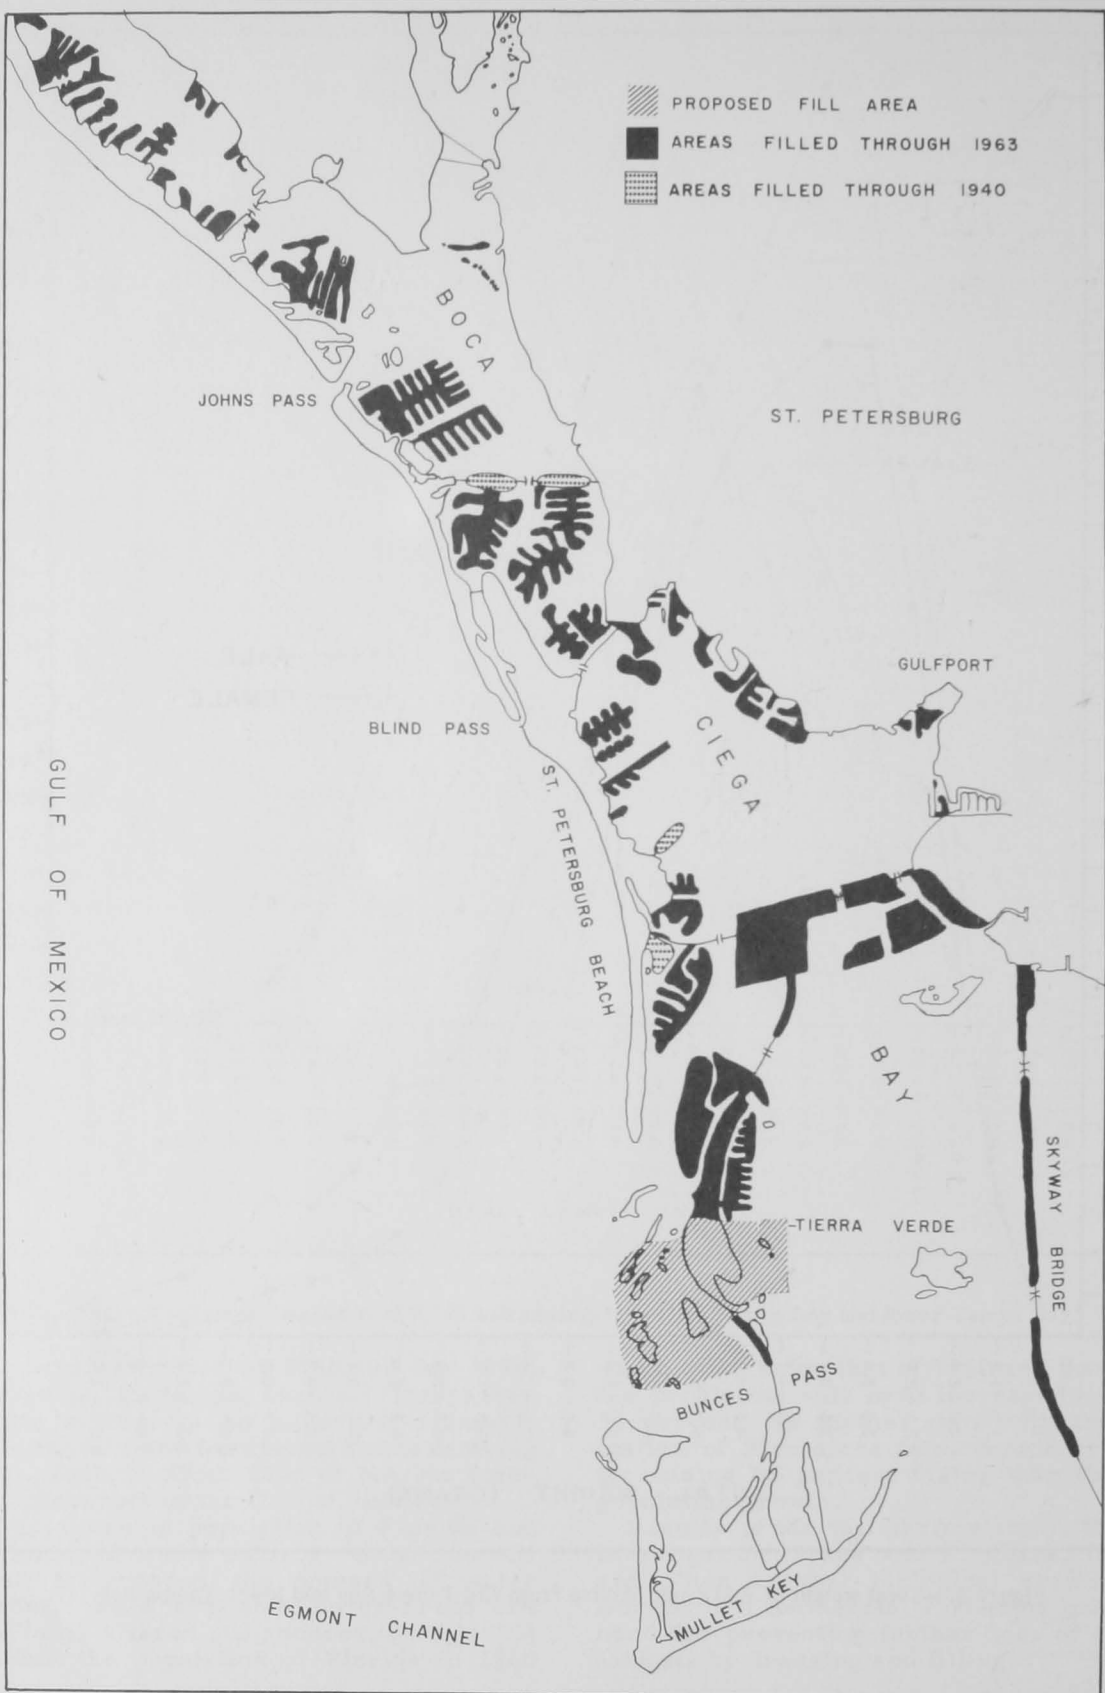 PROPOSED FILL AREA
AREAS FILLED THROUGH 1963
AREAS FILLED THROUGH 1940
BOCA
JOHNS PASS
ST. PETERSBURG
GULFPORT
BLIND PASS
CIEGA
ST. PETERSBURG BEACH
GULF OF MEXICO
BAY
SKYWAY BRIDGE
TIERRA VERDE
BUNCES PASS
MULLET KEY
EGMONT CHANNEL